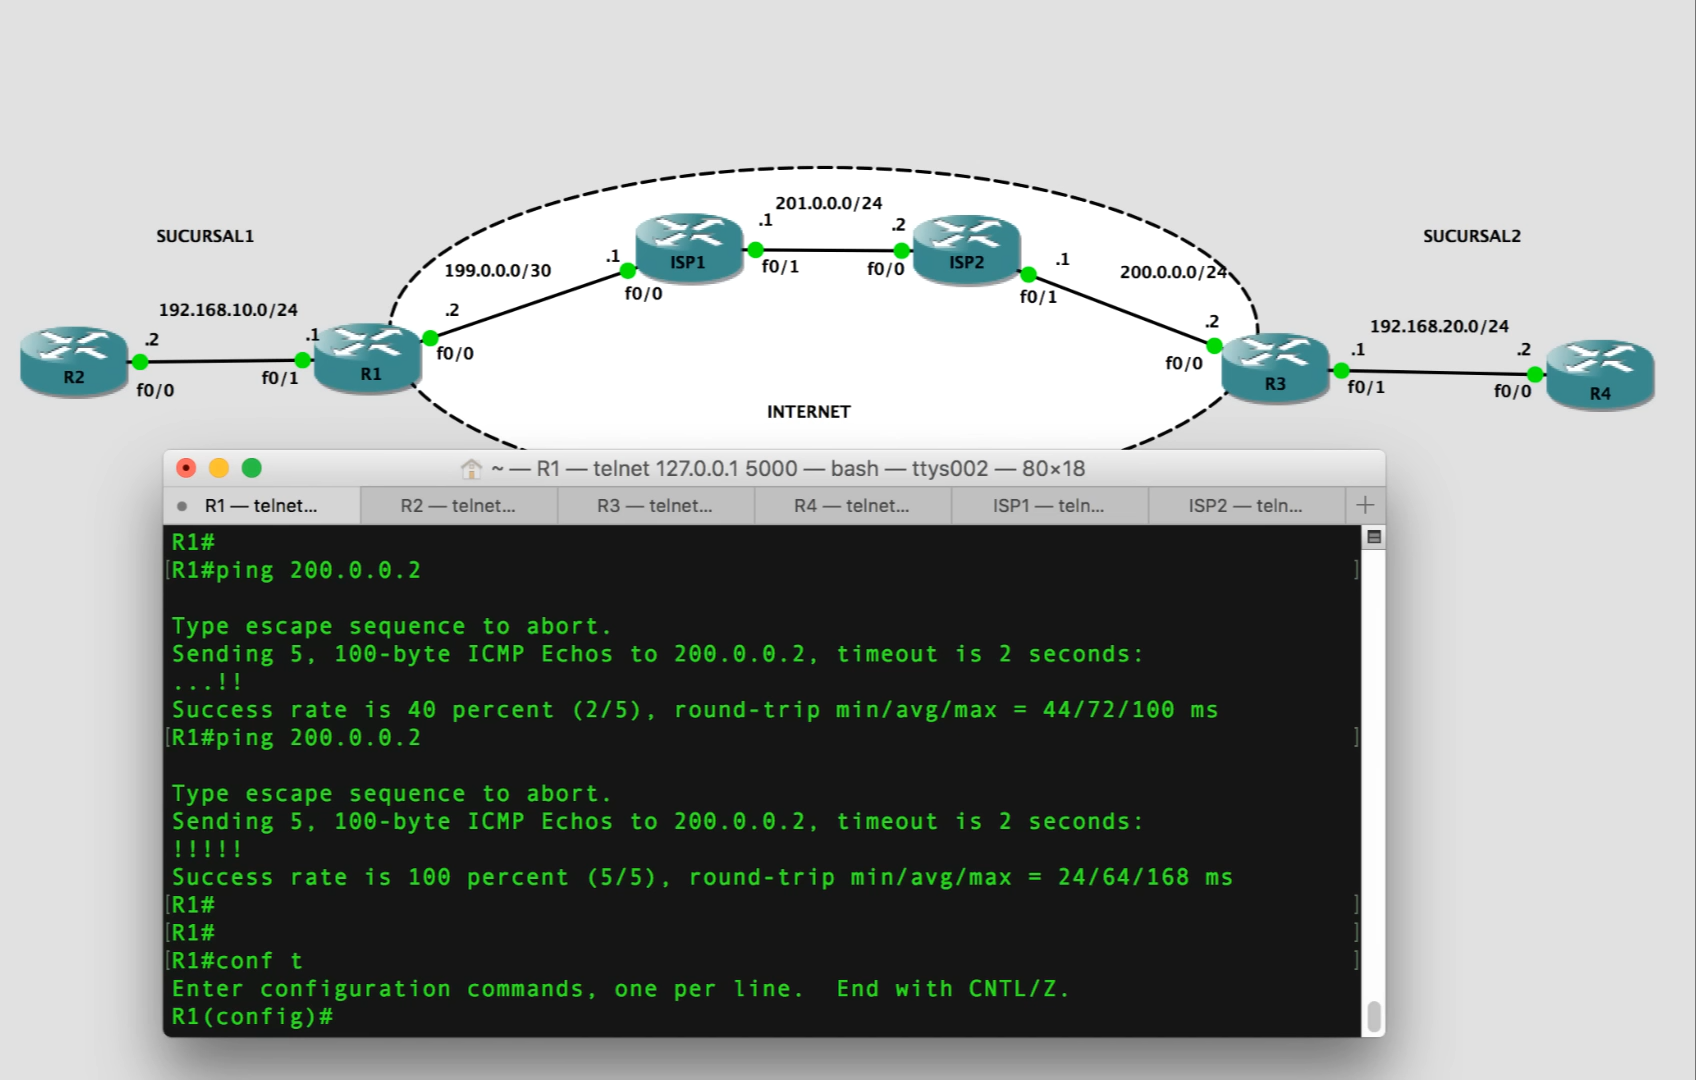 201.0.0.0/24
.1
.2
SUCURSAL1
SUCURSAL2
ISP1
f0/1
f0/0
ISP2
.1
199.0.0.0/30
f0/0
.1
200.0.0.0/24
f0/1
192.168.10.0/24
.2
.1
.2
R2
f0/0
f0/1
R1
f0/0
.2
f0/0
R3
192.168.20.0/24
.1
.2
f0/1
f0/0
R4
INTERNET
~ — R1 — telnet 127.0.0.1 5000 — bash — ttys002 — 80×18
R1 — telnet...
R2 — telnet...
R3 — telnet...
R4 — telnet...
ISP1 — teln...
ISP2 — teln...
R1#
[R1#ping 200.0.0.2 ]
Type escape sequence to abort.
Sending 5, 100-byte ICMP Echos to 200.0.0.2, timeout is 2 seconds:
...!!
Success rate is 40 percent (2/5), round-trip min/avg/max = 44/72/100 ms
[R1#ping 200.0.0.2 ]
Type escape sequence to abort.
Sending 5, 100-byte ICMP Echos to 200.0.0.2, timeout is 2 seconds:
!!!!!
Success rate is 100 percent (5/5), round-trip min/avg/max = 24/64/168 ms
[R1# ]
[R1# ]
[R1#conf t ]
Enter configuration commands, one per line.  End with CNTL/Z.
R1(config)#